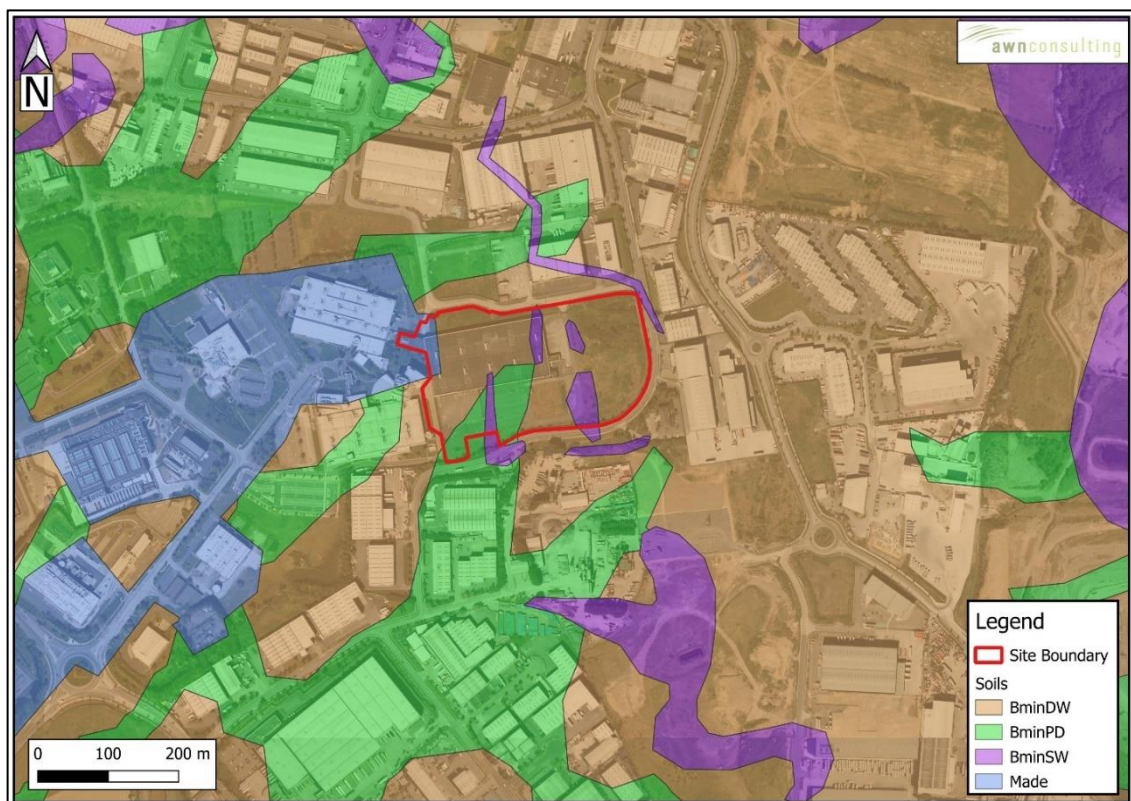 N
awnconsulting
Legend
Site Boundary
Soils
BminDW
BminPD
BminSW
Made
0 100 200 m